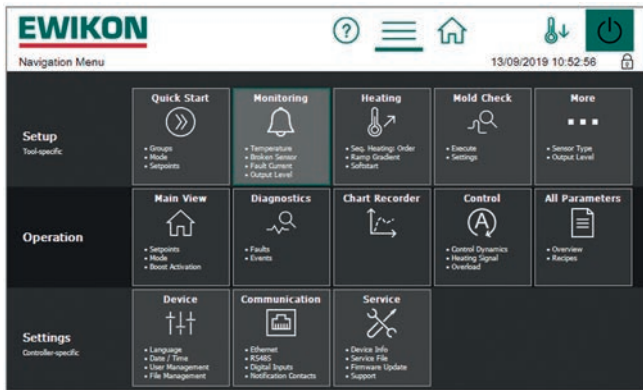 EWIKON
?
Navigation Menu
13/09/2019 10:52:56
Setup
Tool-specific
Quick Start
• Groups
• Mode
• Setpoints
Monitoring
• Temperature
• Broken Sensor
• Fault Current
• Output Level
Heating
• Seq. Heating: Order
• Ramp Gradient
• Softstart
Mold Check
• Execute
• Settings
More
• Sensor Type
• Output Level
Operation
Main View
• Setpoints
• Mode
• Boost Activation
Diagnostics
• Faults
• Events
Chart Recorder
Control
A
• Control Dynamics
• Heating Signal
• Overload
All Parameters
• Overview
• Recipes
Settings
Controller-specific
Device
• Language
• Date / Time
• User Management
• File Management
Communication
• Ethernet
• RS485
• Digital Inputs
• Notification Contacts
Service
• Device Info
• Service File
• Firmware Update
• Support